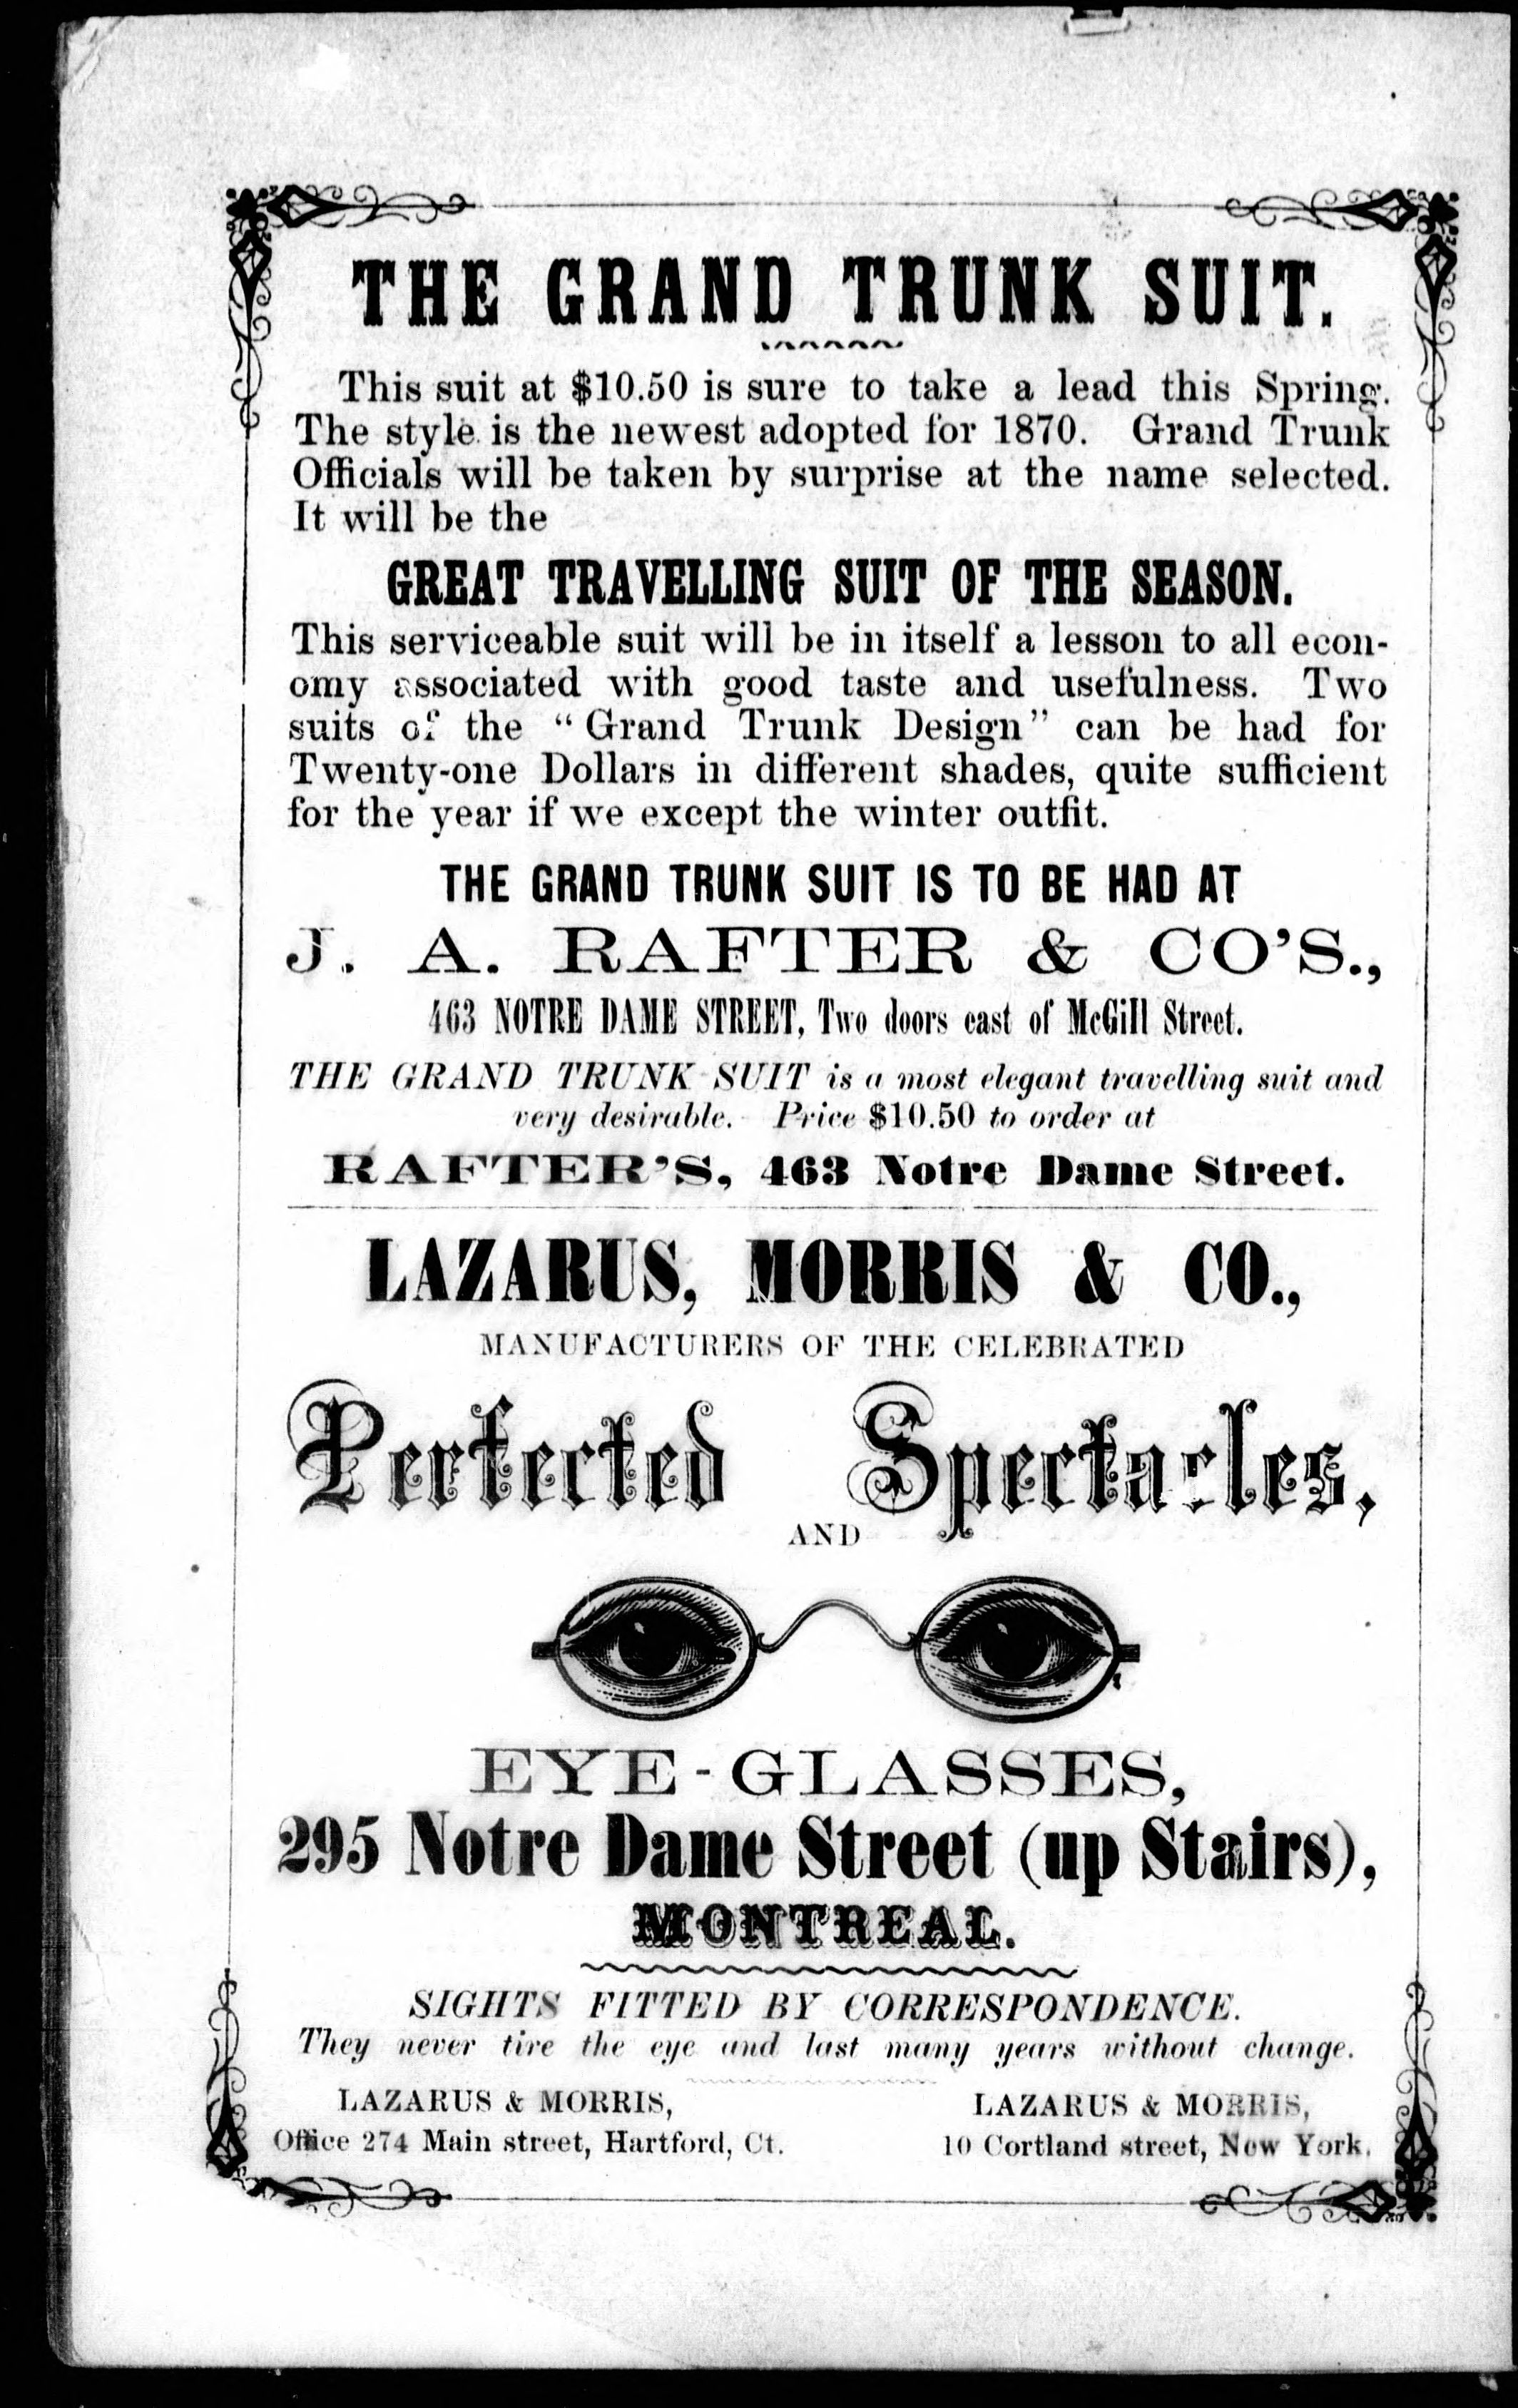 THE GRAND TRUNK SUIT.
This suit at $10.50 is sure to take a lead this Spring.
The style is the newest adopted for 1870. Grand Trunk
Officials will be taken by surprise at the name selected.
It will be the
GREAT TRAVELLING SUIT OF THE SEASON.
This serviceable suit will be in itself a lesson to all econ-
omy associated with good taste and usefulness. Two
suits of the "Grand Trunk Design" can be had for
Twenty-one Dollars in different shades, quite sufficient
for the year if we except the winter outfit.
THE GRAND TRUNK SUIT IS TO BE HAD AT
J. A. RAFTER & CO'S.,
463 NOTRE DAME STREET, Two doors east of McGill Street.
THE GRAND TRUNK SUIT is a most elegant travelling suit and
very desirable. Price $10.50 to order at
RAFTER'S, 463 Notre Dame Street.
LAZARUS, MORRIS & CO.,
MANUFACTURERS OF THE CELEBRATED
Perfected Spectacles,
AND
EYE-GLASSES,
295 Notre Dame Street (up Stairs),
MONTREAL.
SIGHTS FITTED BY CORRESPONDENCE.
They never tire the eye and last many years without change.
LAZARUS & MORRIS,
Office 274 Main street, Hartford, Ct.
LAZARUS & MORRIS,
10 Cortland street, New York.